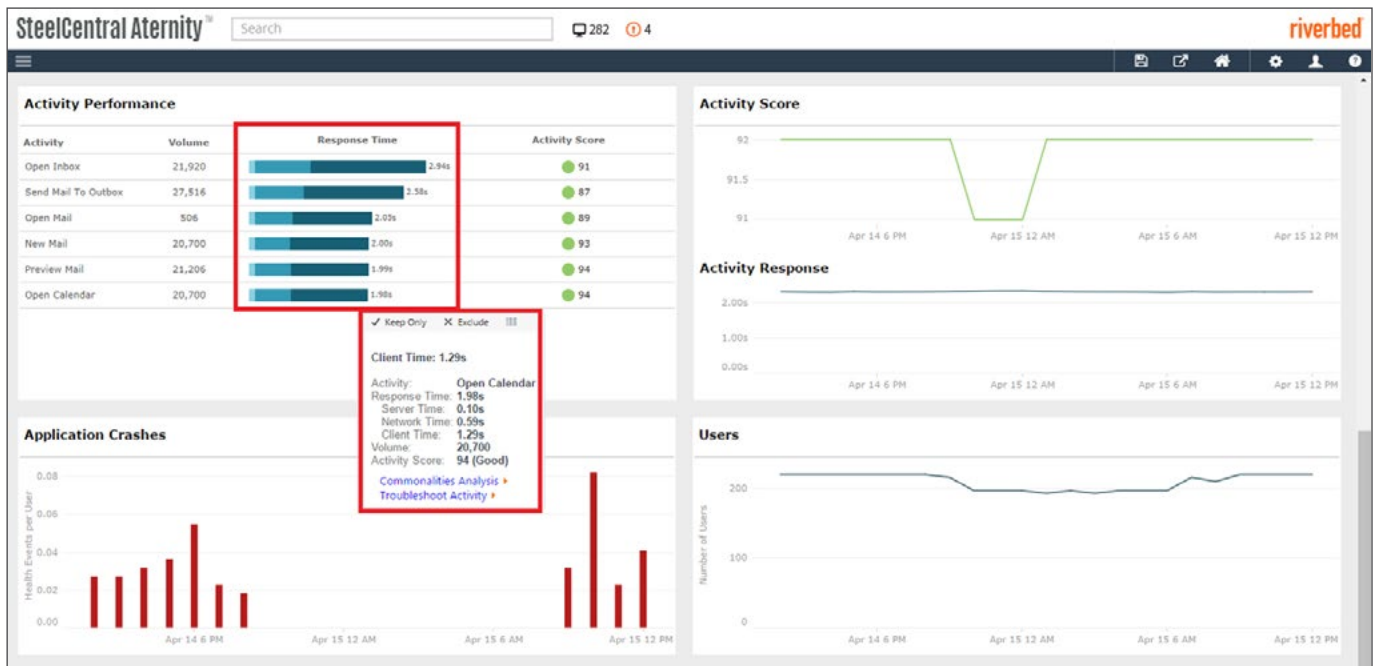 SteelCentral Aternity™ Search 282 4 riverbed
Activity Performance
Activity Volume Response Time Activity Score
Open Inbox 21,920 2.94s 91
Send Mail To Outbox 27,516 2.58s 87
Open Mail 506 2.03s 89
New Mail 20,700 2.00s 93
Preview Mail 21,206 1.99s 94
Open Calendar 20,700 1.98s 94
Keep Only Exclude
Client Time: 1.29s
Activity: Open Calendar
Response Time: 1.98s
Server Time: 0.10s
Network Time: 0.59s
Client Time: 1.29s
Volume: 20,700
Activity Score: 94 (Good)
Commonalities Analysis
Troubleshoot Activity
Activity Score
92
91.5
91
Apr 14 6 PM Apr 15 12 AM Apr 15 6 AM Apr 15 12 PM
Activity Response
2.00s
1.00s
0.00s
Apr 14 6 PM Apr 15 12 AM Apr 15 6 AM Apr 15 12 PM
Application Crashes
Health Events per User
0.08
0.06
0.04
0.02
0.00
Apr 14 6 PM Apr 15 12 AM Apr 15 6 AM Apr 15 12 PM
Users
Number of Users
200
100
0
Apr 14 6 PM Apr 15 12 AM Apr 15 6 AM Apr 15 12 PM